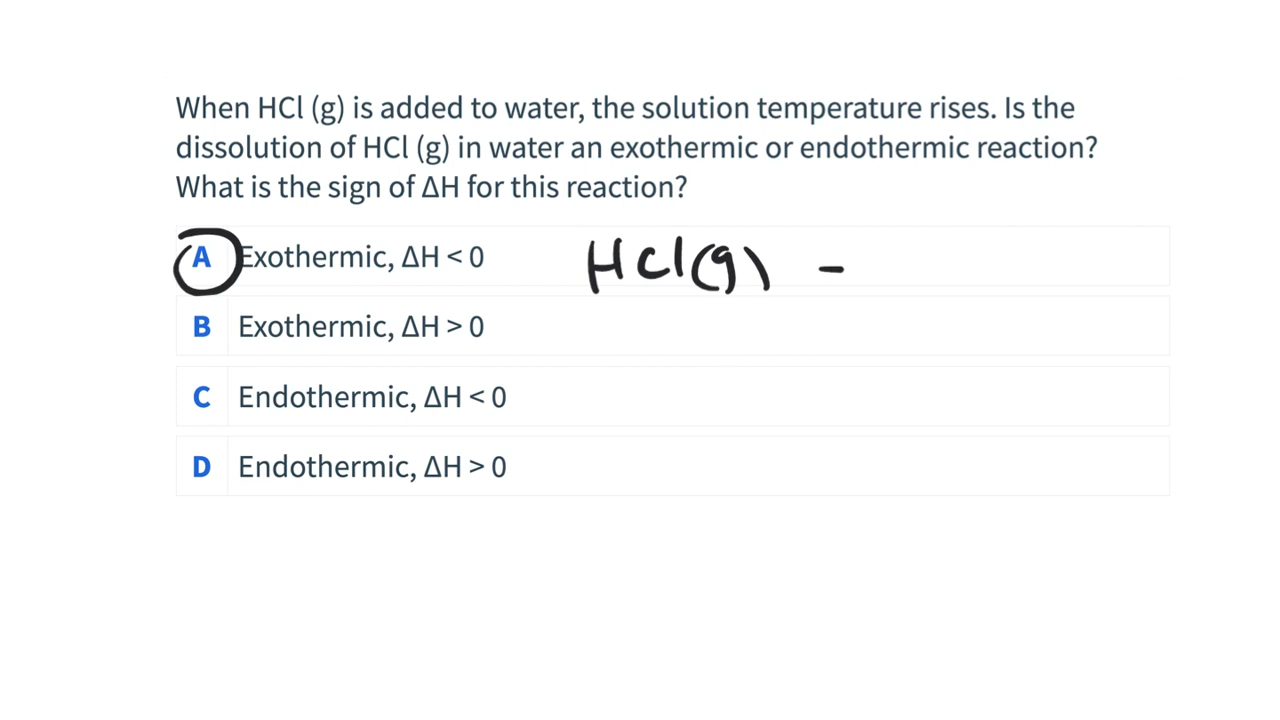 When HCl (g) is added to water, the solution temperature rises. Is the
dissolution of HCl (g) in water an exothermic or endothermic reaction?
What is the sign of ΔH for this reaction?
A Exothermic, ΔH < 0 HCl(g) -
B Exothermic, ΔH > 0
C Endothermic, ΔH < 0
D Endothermic, ΔH > 0